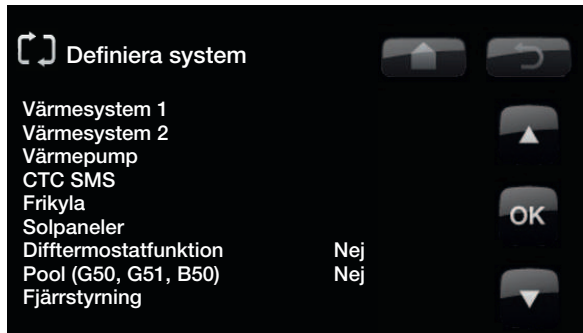 Definiera system
Värmesystem 1
Värmesystem 2
Värmepump
CTC SMS
Frikyla
Solpaneler
Difftermostatfunktion Nej
Pool (G50, G51, B50) Nej
Fjärrstyrning
OK